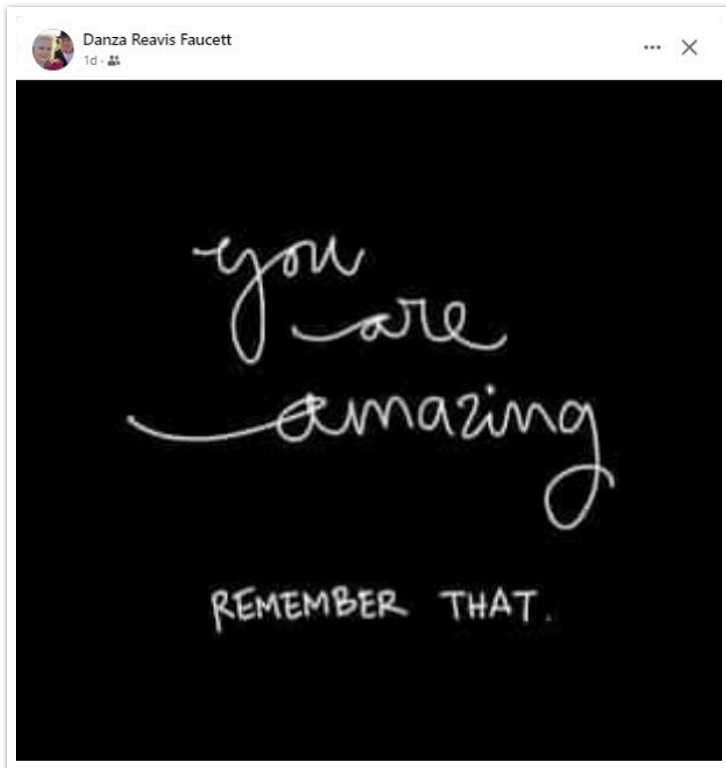 Danza Reavis Faucett
1d ·
you
are
amazing
REMEMBER THAT.